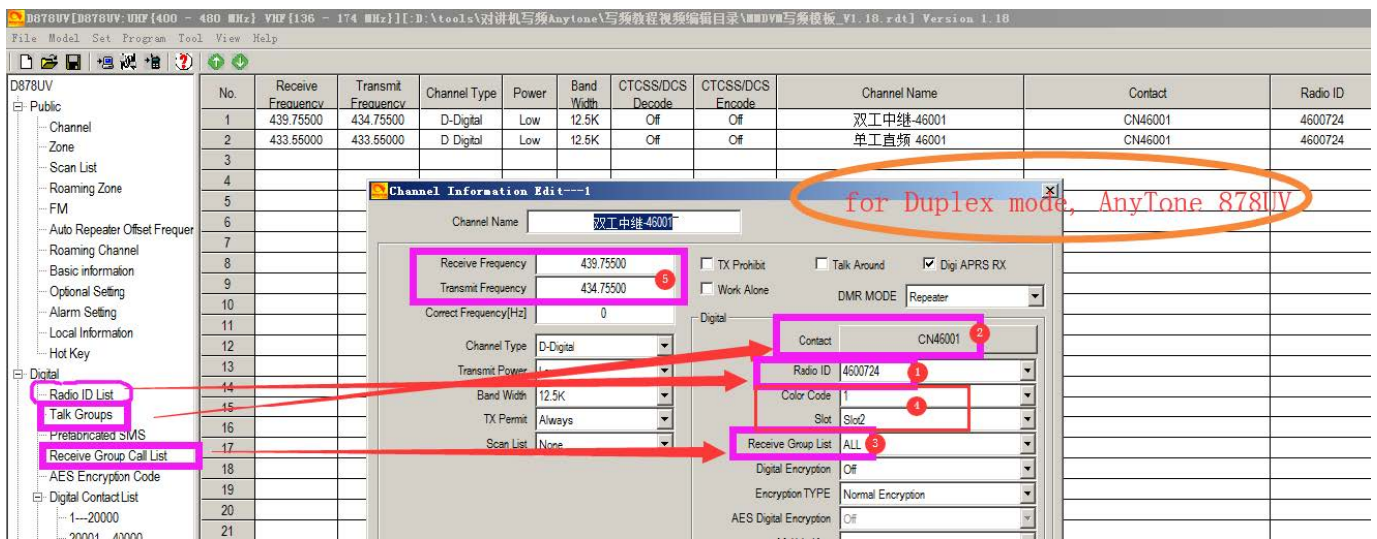 D878UV[D878UV:UHF{400 - 480 MHz} VHF{136 - 174 MHz}][:D:\tools\对讲机写频Anytone\写频教程视频编辑目录\MMDVM写频模板_V1.18.rdt] Version 1.18
File Model Set Program Tool View Help
D878UV
Public
Channel
Zone
Scan List
Roaming Zone
FM
Auto Repeater Offset Frequer
Roaming Channel
Basic information
Optional Setting
Alarm Setting
Local Information
Hot Key
Digital
Radio ID List
Talk Groups
Prefabricated SMS
Receive Group Call List
AES Encryption Code
Digital Contact List
1---20000
20001---40000
No. Receive Frequency Transmit Frequency Channel Type Power Band Width CTCSS/DCS Decode CTCSS/DCS Encode Channel Name Contact Radio ID
1 439.75500 434.75500 D-Digital Low 12.5K Off Off 双工中继-46001 CN46001 4600724
2 433.55000 433.55000 D Digital Low 12.5K Off Off 单工直频 46001 CN46001 4600724
3
4
5
6
7
8
9
10
11
12
13
14
15
16
17
18
19
20
21
Channel Information Edit---1
for Duplex mode, AnyTone 878UV
Channel Name 双工中继-46001
Receive Frequency 439.75500
Transmit Frequency 434.75500
5
Correct Frequency[Hz] 0
Channel Type D-Digital
Transmit Power
Band Width 12.5K
TX Permit Always
Scan List None
TX Prohibit Talk Around Digi APRS RX
Work Alone DMR MODE Repeater
Digital
Contact CN46001 2
Radio ID 4600724 1
Color Code 1
4
Slot Slot2
Receive Group List ALL 3
Digital Encryption Off
Encryption TYPE Normal Encryption
AES Digital Encryption Off